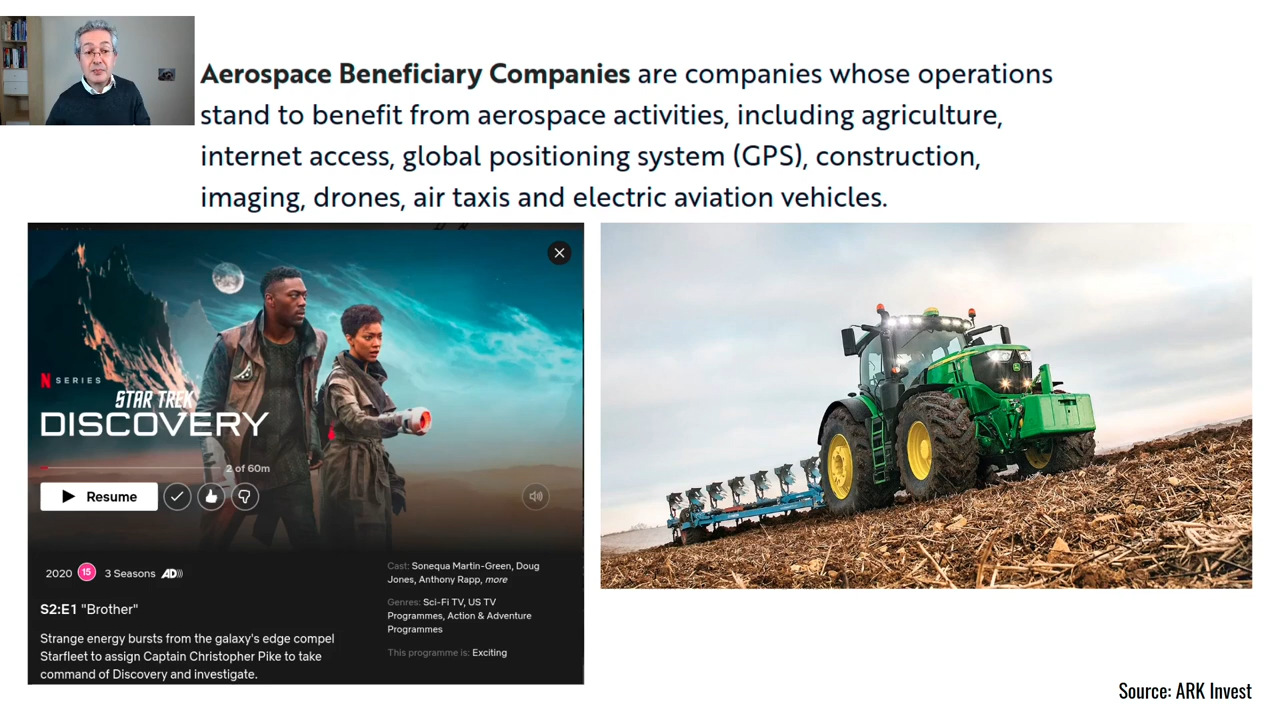 Aerospace Beneficiary Companies are companies whose operations
stand to benefit from aerospace activities, including agriculture,
internet access, global positioning system (GPS), construction,
imaging, drones, air taxis and electric aviation vehicles.
N SERIES
STAR TREK
DISCOVERY
2 of 60m
Resume
2020 15 3 Seasons AD
S2:E1 "Brother"
Strange energy bursts from the galaxy's edge compel
Starfleet to assign Captain Christopher Pike to take
command of Discovery and investigate.
Cast: Sonequa Martin-Green, Doug
Jones, Anthony Rapp, more
Genres: Sci-Fi TV, US TV
Programmes, Action & Adventure
Programmes
This programme is: Exciting
Source: ARK Invest